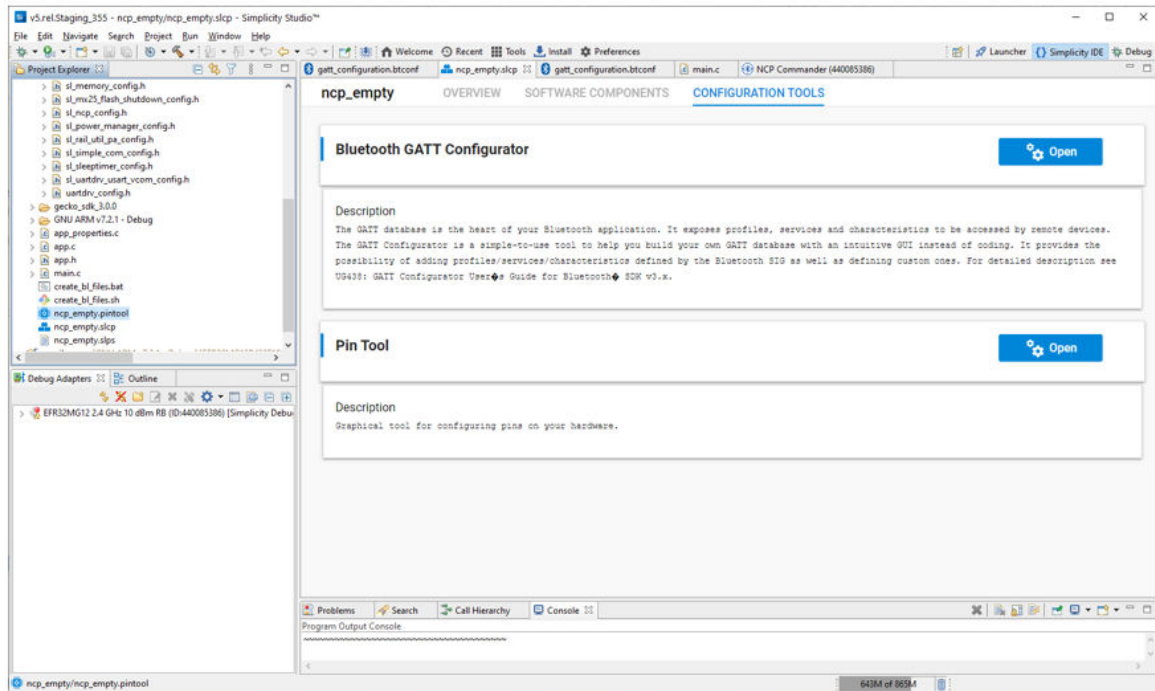 v5.rel.Staging_355 - ncp_empty/ncp_empty.slcp - Simplicity Studio™
File Edit Navigate Search Project Run Window Help
Welcome Recent Tools Install Preferences
Launcher {} Simplicity IDE Debug
Project Explorer
gatt_configuration.btconf ncp_empty.slcp gatt_configuration.btconf main.c NCP Commander (440085386)
sl_memory_config.h
sl_mx25_flash_shutdown_config.h
sl_ncp_config.h
sl_power_manager_config.h
sl_rail_util_pa_config.h
sl_simple_com_config.h
sl_sleeptimer_config.h
sl_uartdrv_usart_vcom_config.h
uartdrv_config.h
gecko_sdk_3.0.0
GNU ARM v7.2.1 - Debug
app_properties.c
app.c
app.h
main.c
create_bl_files.bat
create_bl_files.sh
ncp_empty.pintool
ncp_empty.slcp
ncp_empty.slps
Debug Adapters Outline
EFR32MG12 2.4 GHz 10 dBm RB (ID:440085386) [Simplicity Debu
ncp_empty OVERVIEW SOFTWARE COMPONENTS CONFIGURATION TOOLS
Bluetooth GATT Configurator
Open
Description
The GATT database is the heart of your Bluetooth application. It exposes profiles, services and characteristics to be accessed by remote devices.
The GATT Configurator is a simple-to-use tool to help you build your own GATT database with an intuitive GUI instead of coding. It provides the
possibility of adding profiles/services/characteristics defined by the Bluetooth SIG as well as defining custom ones. For detailed description see
UG438: GATT Configurator User�s Guide for Bluetooth� SDK v3.x.
Pin Tool
Open
Description
Graphical tool for configuring pins on your hardware.
Problems Search Call Hierarchy Console
Program Output Console
~~~~~~~~~~~~~~~~~~~~~~~~~~~~~~~~~~~~~~~~
ncp_empty/ncp_empty.pintool
643M of 865M